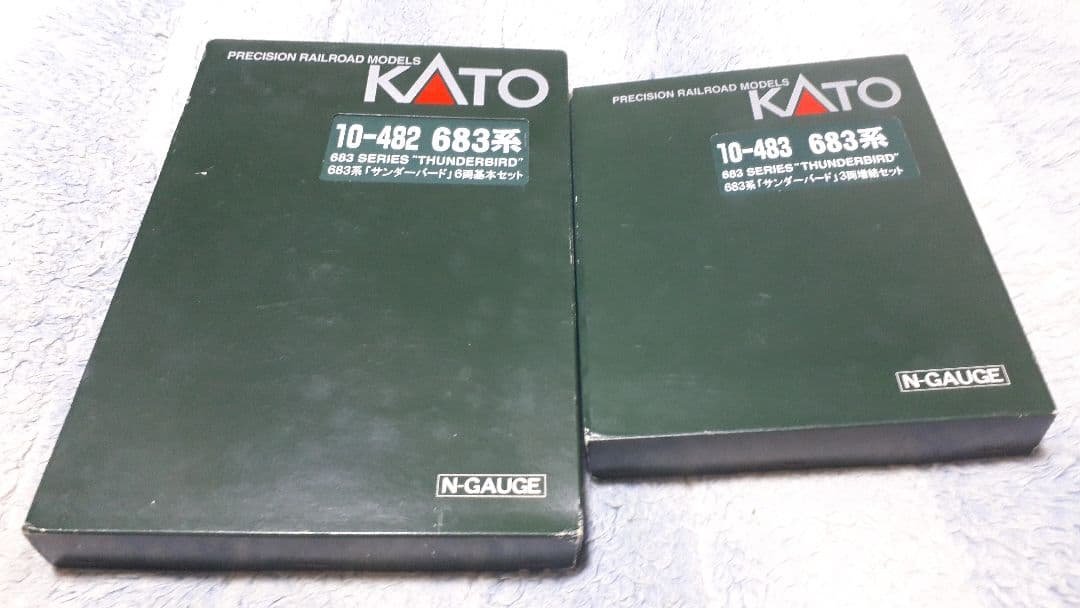 PRECISION RAILROAD MODELS
KATO
10-482 683系
683 SERIES "THUNDERBIRD"
683系「サンダーバード」6両基本セット
N-GAUGE
PRECISION RAILROAD MODELS
KATO
10-483 683系
683 SERIES "THUNDERBIRD"
683系「サンダーバード」3両増結セット
N-GAUGE